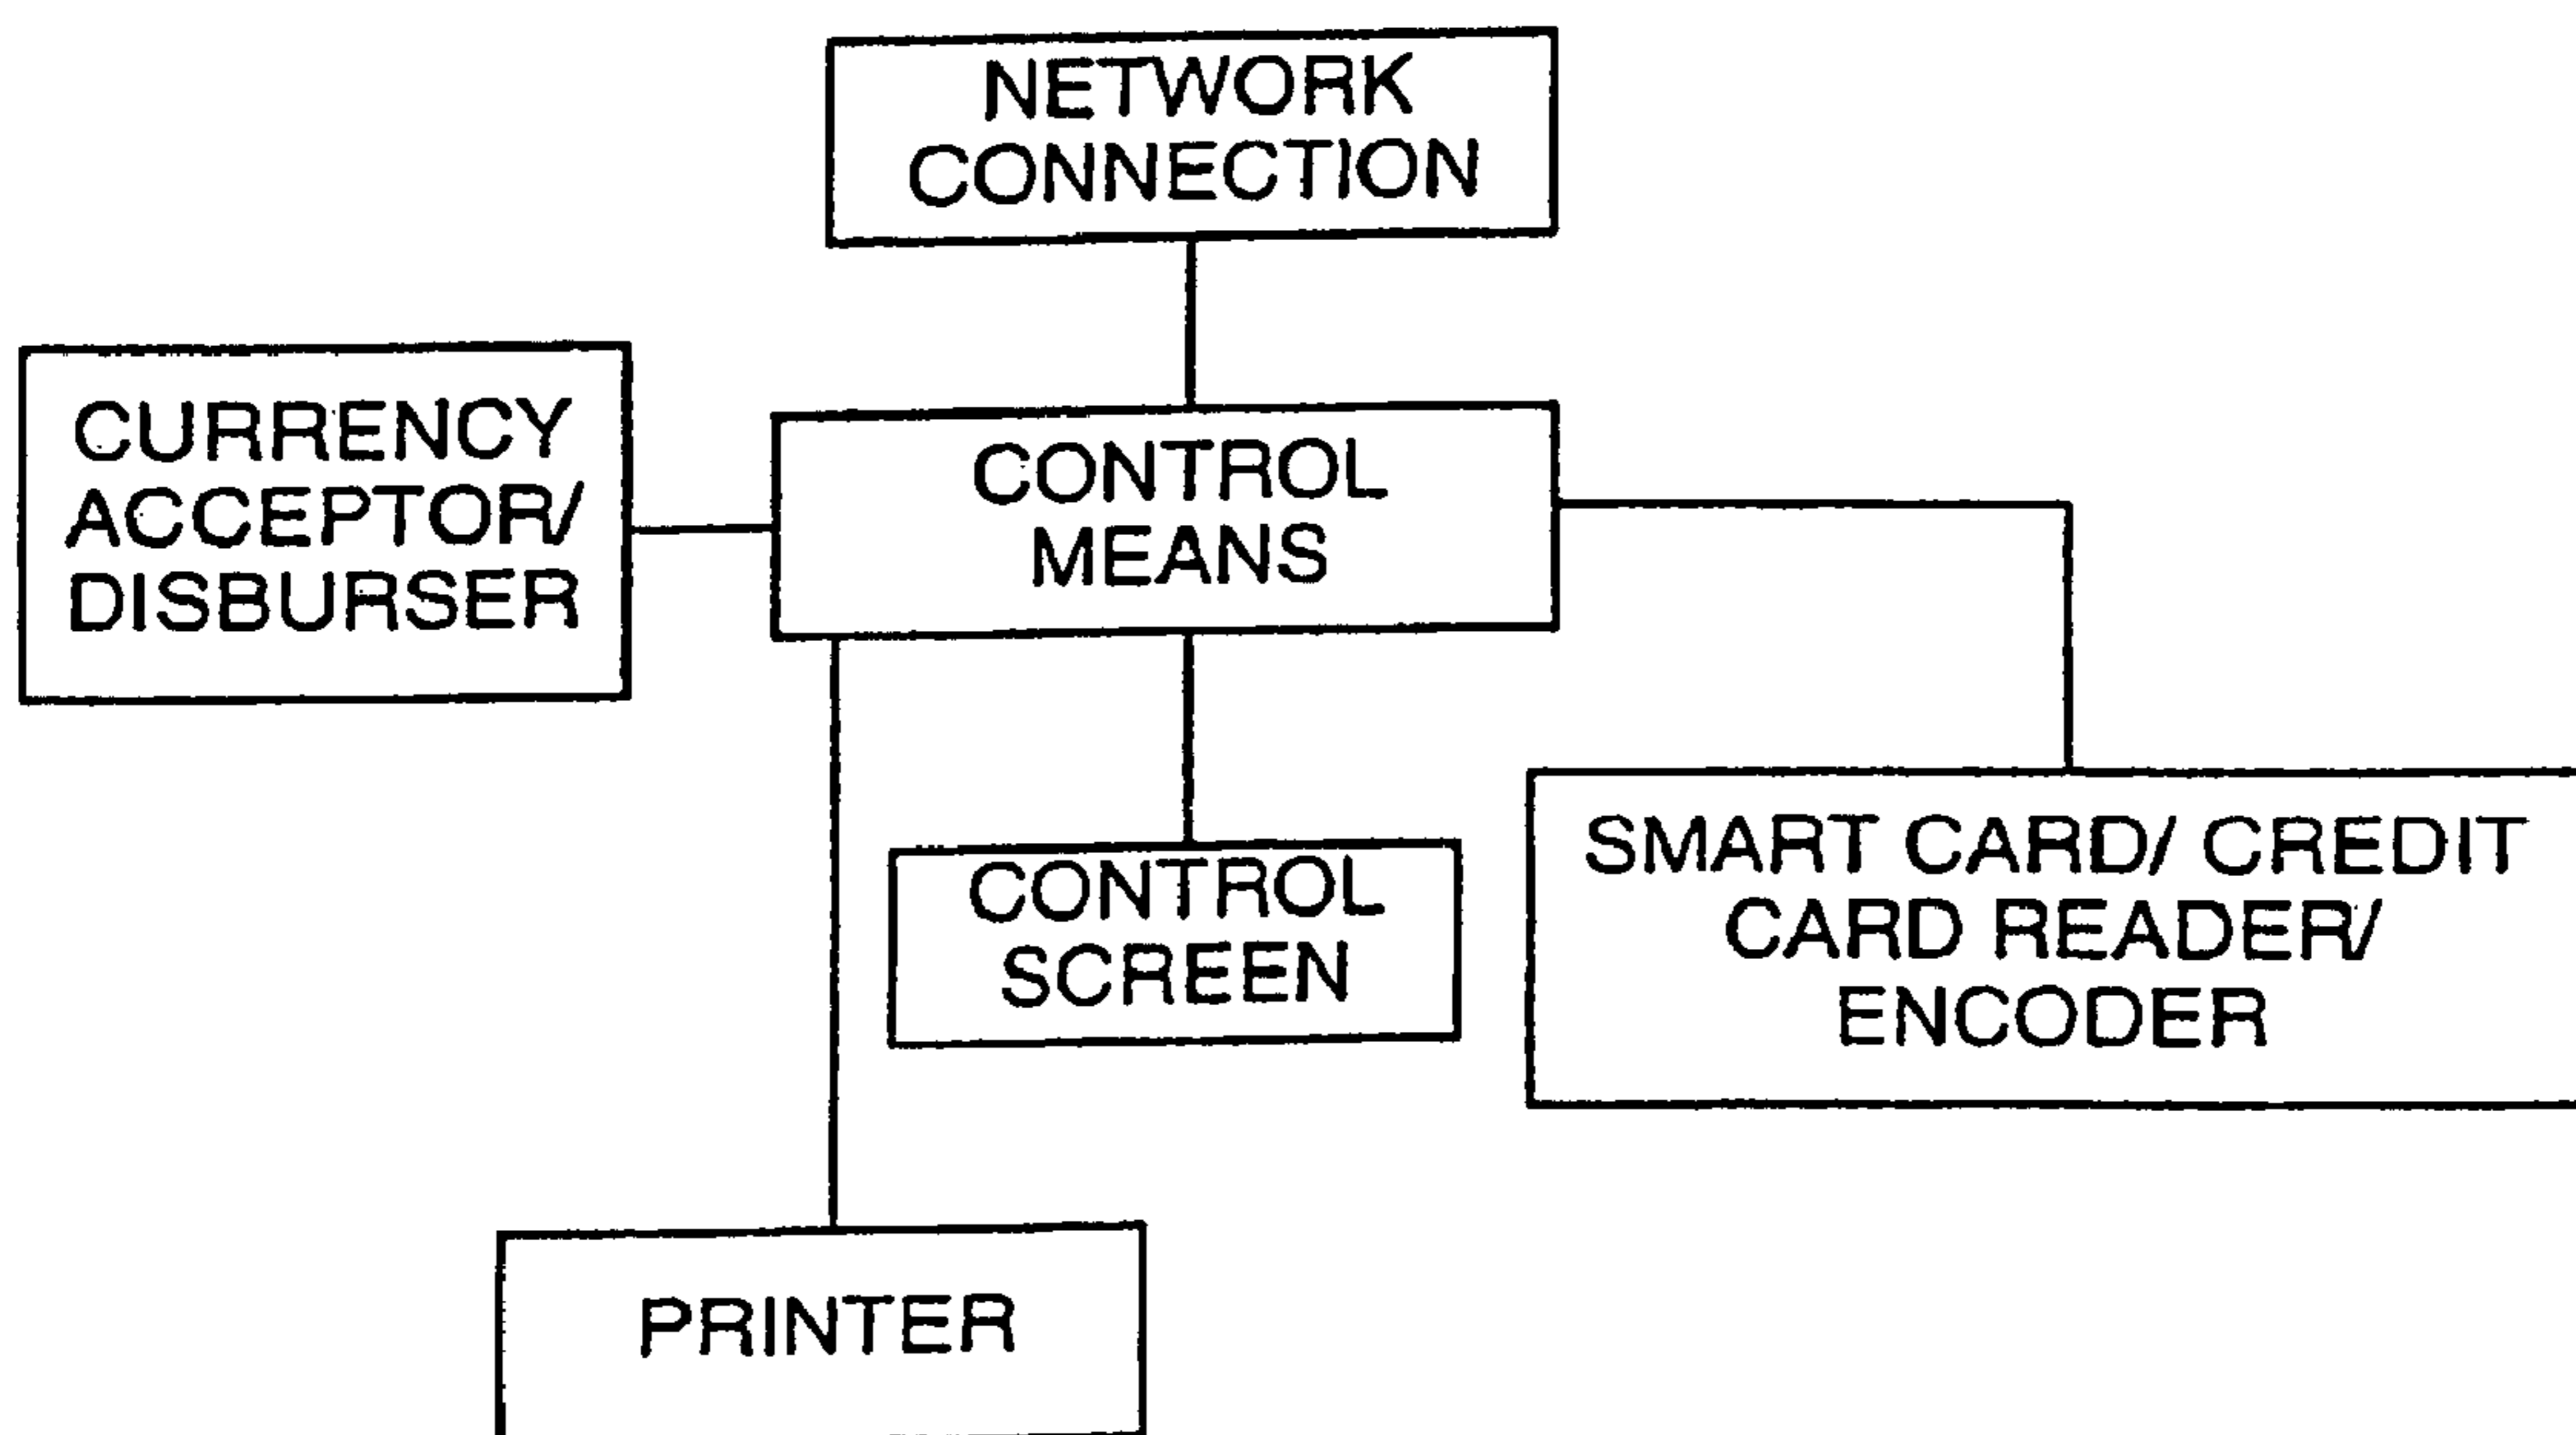 NETWORK
CONNECTION
CURRENCY
ACCEPTOR/
DISBURSER
CONTROL
MEANS
CONTROL
SCREEN
SMART CARD/ CREDIT
CARD READER/
ENCODER
PRINTER